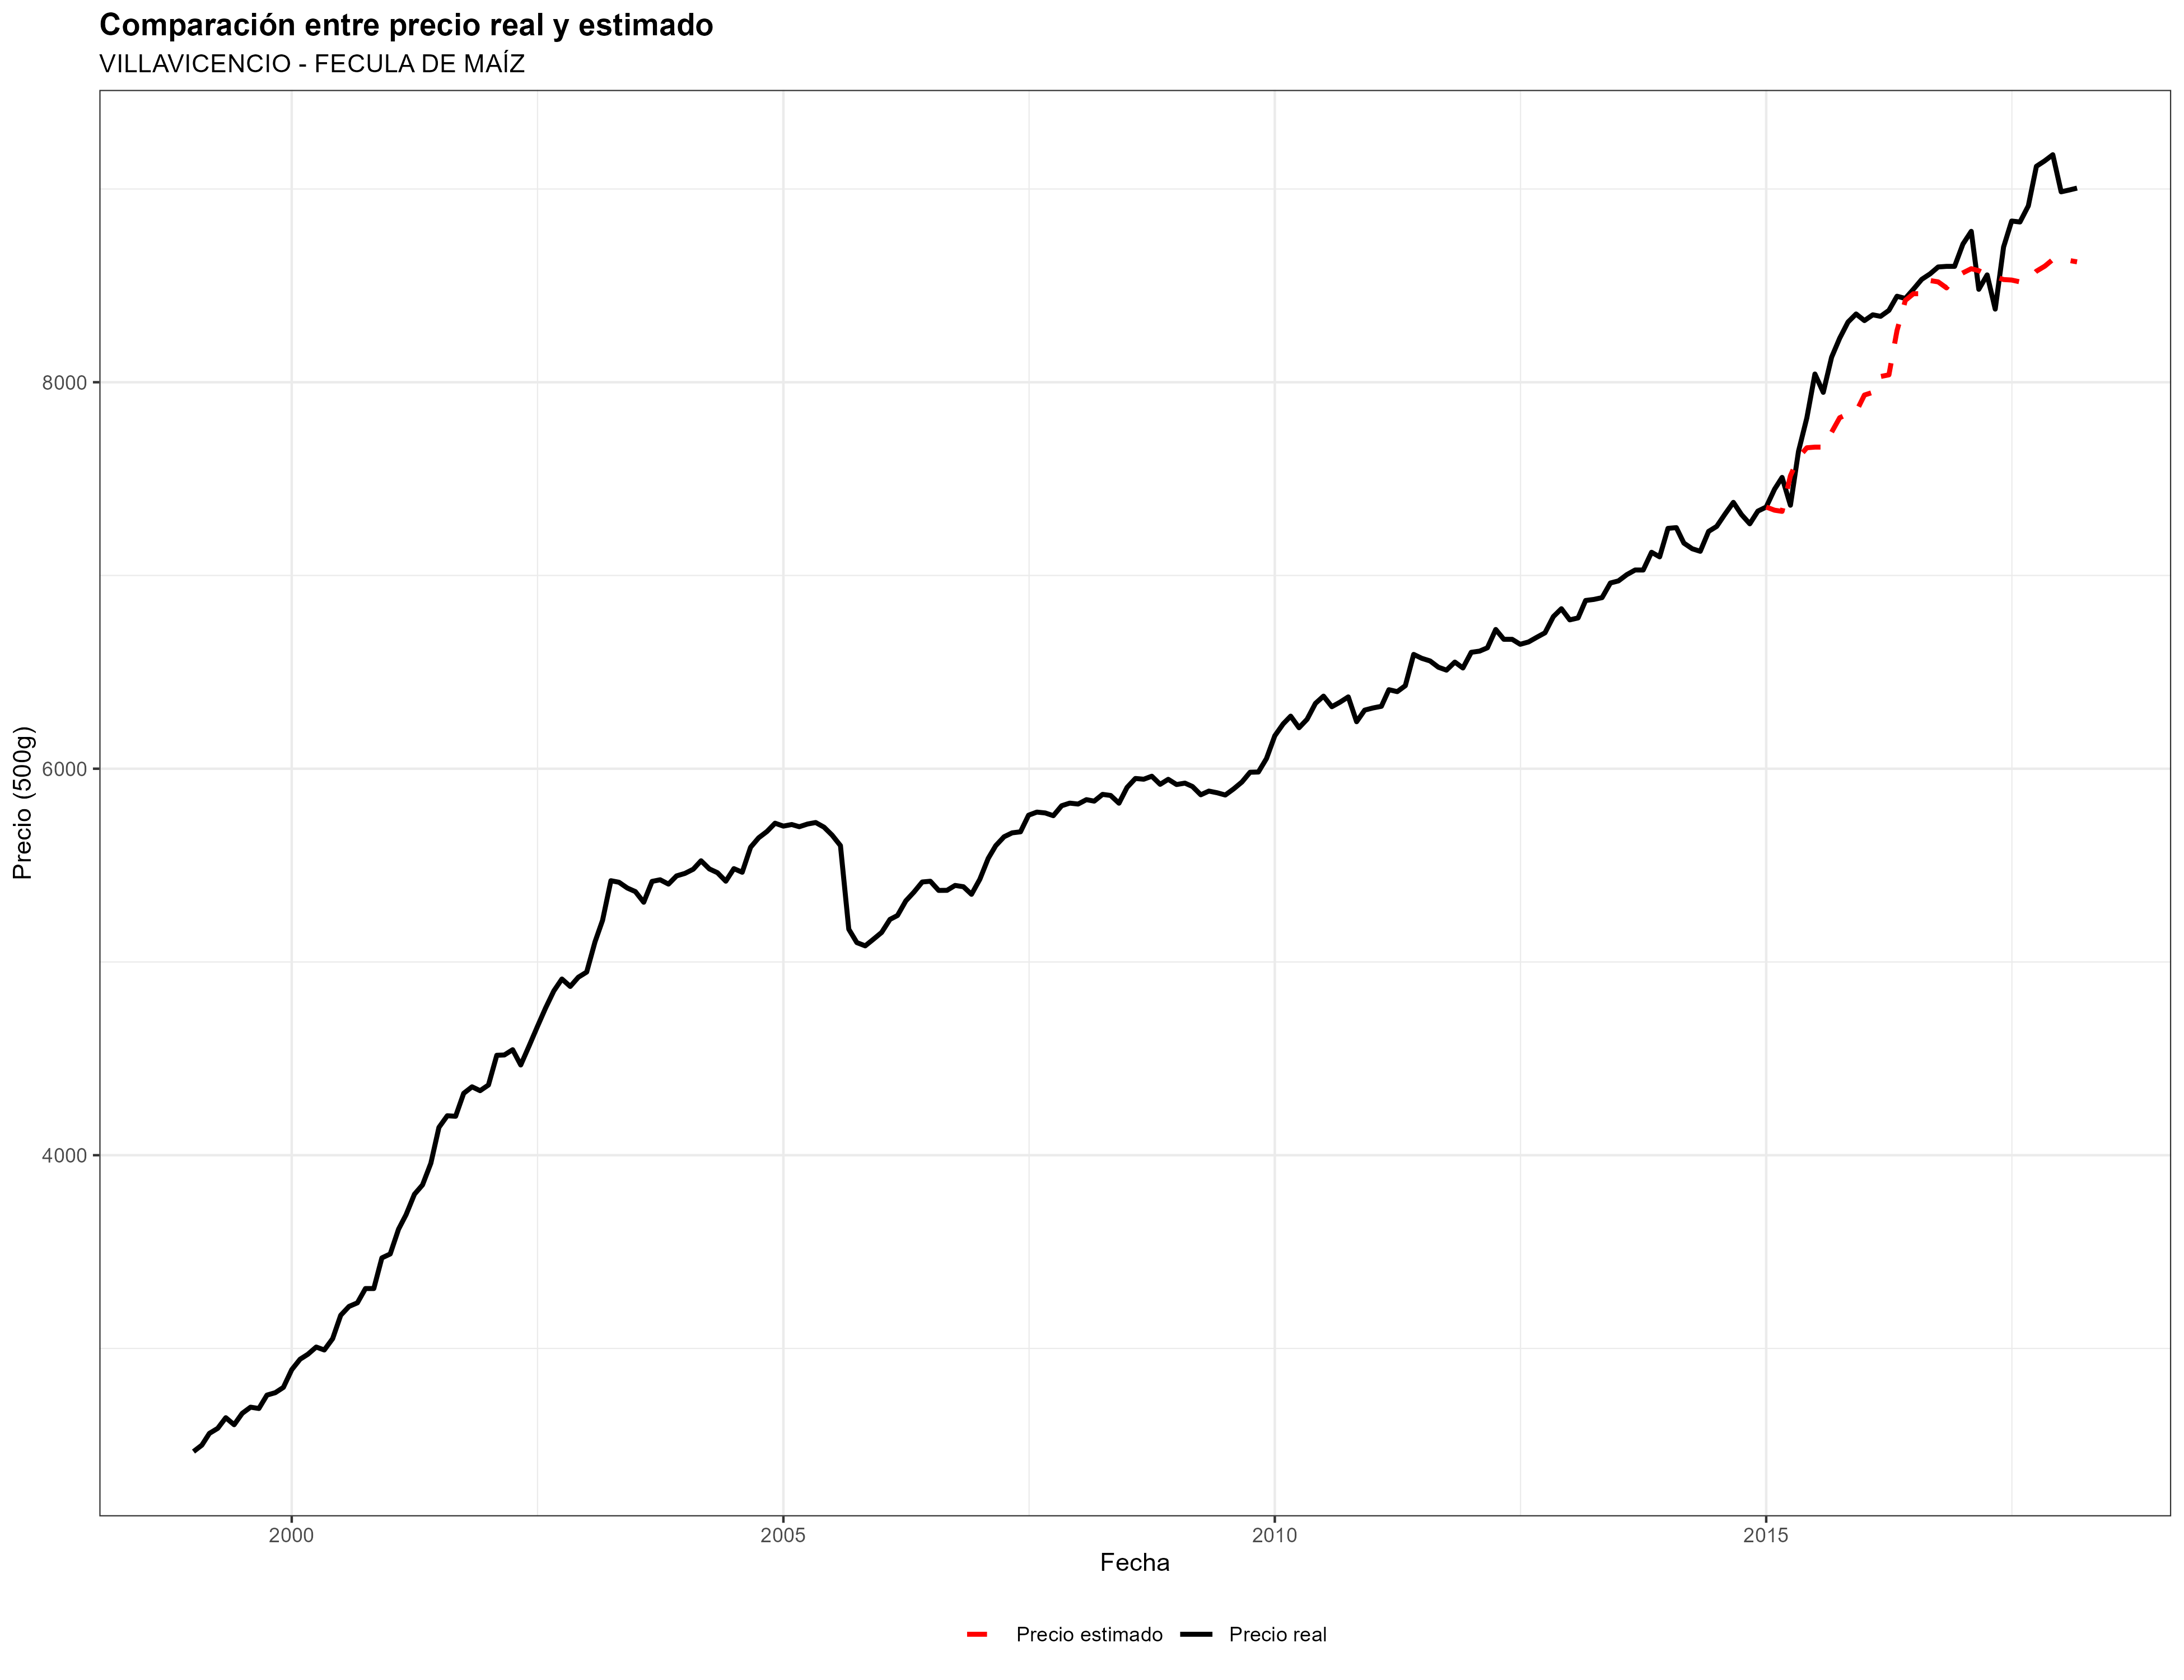 Comparación entre precio real y estimado
VILLAVICENCIO - FECULA DE MAÍZ
Precio (500g)
8000
6000
4000
2000
2005
2010
2015
Fecha
Precio estimado
Precio real